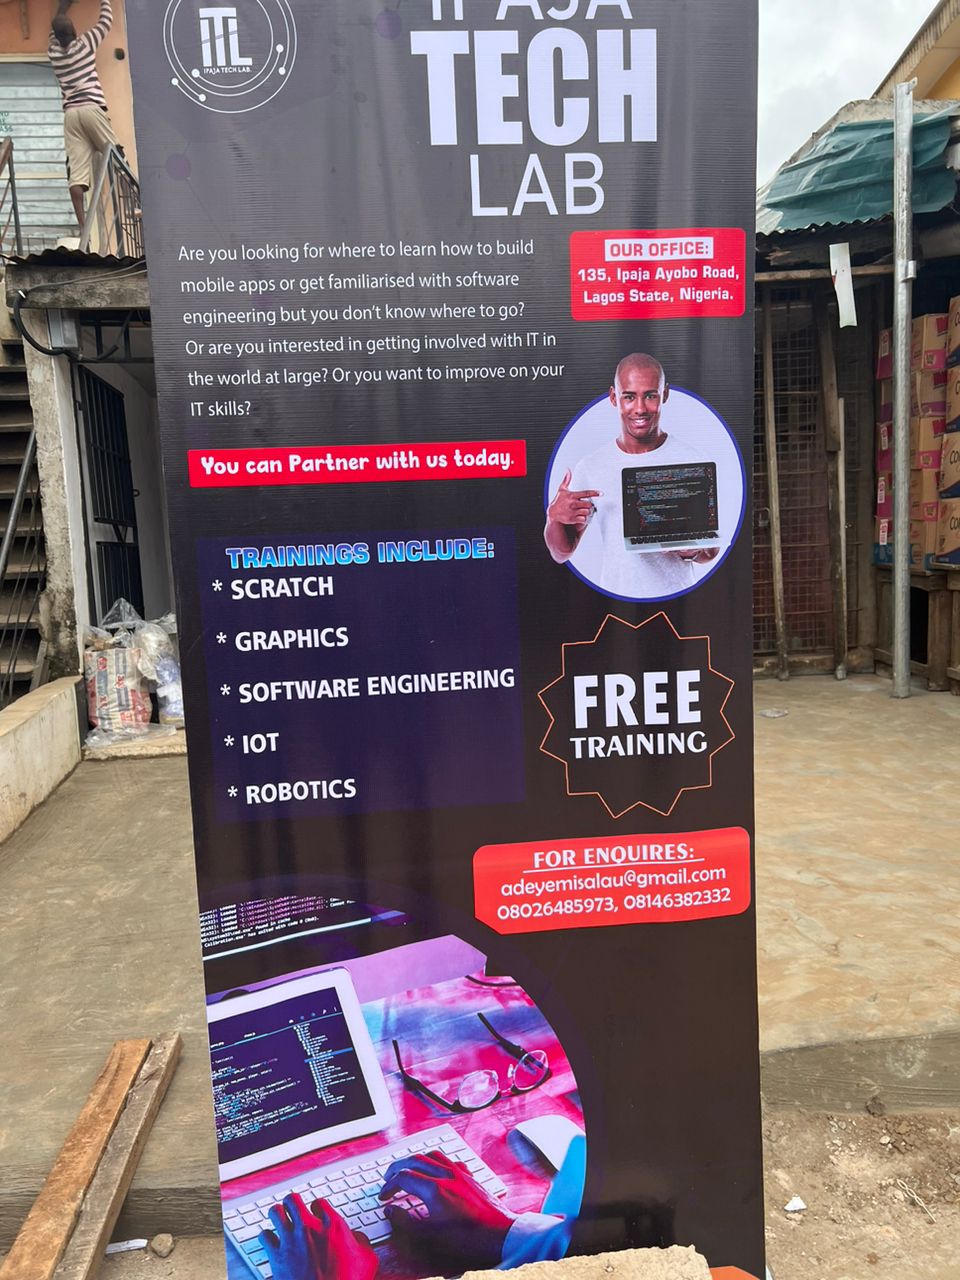 ITL
IPAJA TECH LAB.
IPAJA
TECH
LAB
Are you looking for where to learn how to build
mobile apps or get familiarised with software
engineering but you don't know where to go?
Or are you interested in getting involved with IT in
the world at large? Or you want to improve on your
IT skills?
OUR OFFICE:
135, Ipaja Ayobo Road,
Lagos State, Nigeria.
You can Partner with us today.
TRAININGS INCLUDE:
* SCRATCH
* GRAPHICS
* SOFTWARE ENGINEERING
* IOT
* ROBOTICS
FREE
TRAINING
FOR ENQUIRES:
adeyemisalau@gmail.com
08026485973, 08146382332